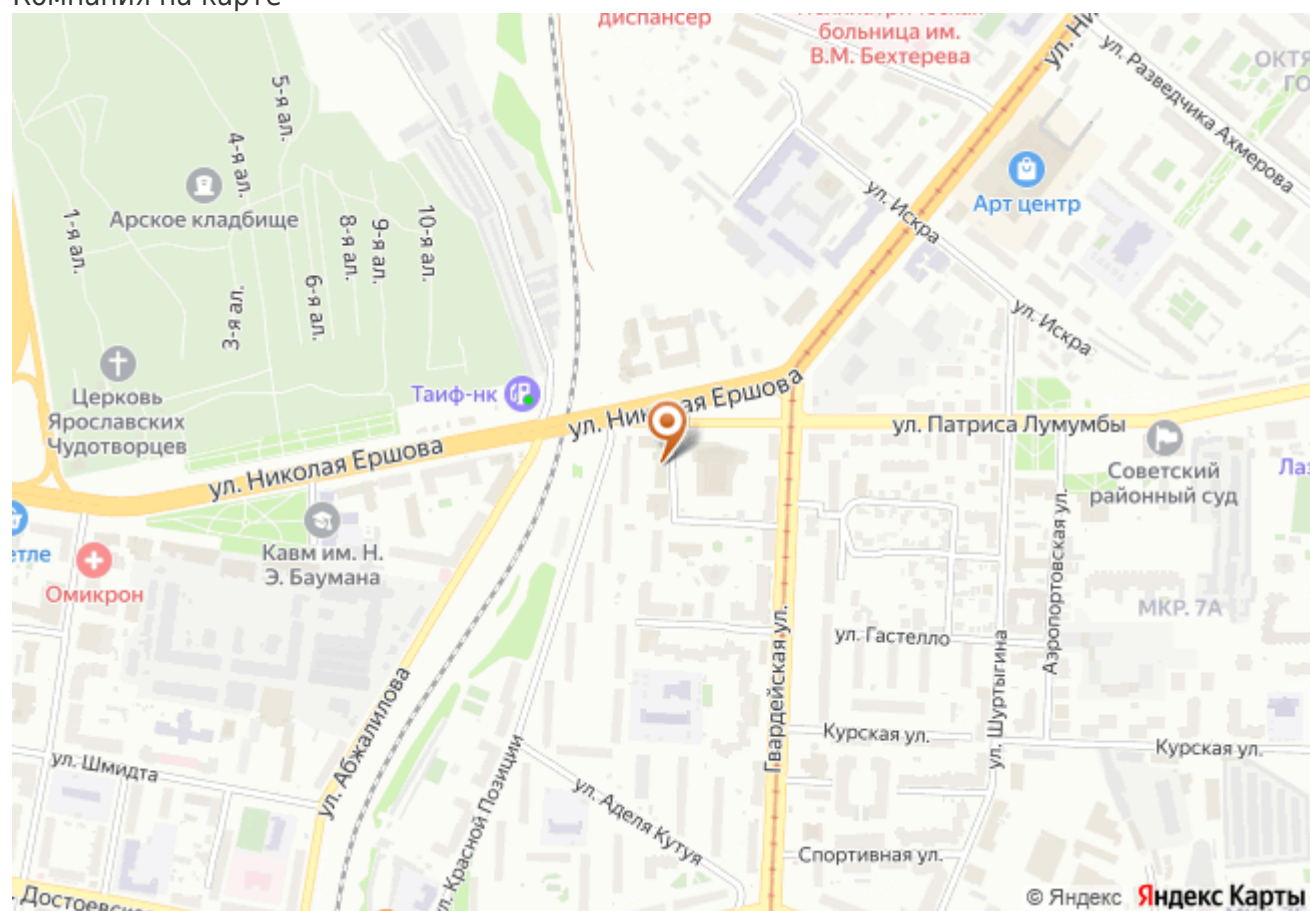 Компания на карте
диспансер
больница им.
В.М. Бехтерева
ул. Разведчика Ахмерова
5-я ал.
4-я ал.
Арское кладбище
1-я ал.
3-я ал.
6-я ал.
8-я ал.
9-я ал.
10-я ал.
ул. Искра
Арт центр
ул. Искра
Церковь
Ярославских
Чудотворцев
Таиф-нк
ул. Николая Ершова
ул. Николая Ершова
ул. Патриса Лумумбы
Советский
районный суд
Кавм им. Н.
Э. Баумана
Омикрон
МКР. 7А
Аэропортовская ул.
ул. Гастелло
Гвардейская ул.
ул. Шуртыгина
Курская ул.
Курская ул.
ул. Шмидта
ул. Абжалилова
ул. Красной Позиции
ул. Аделя Кутуя
Спортивная ул.
© Яндекс Яндекс Карты